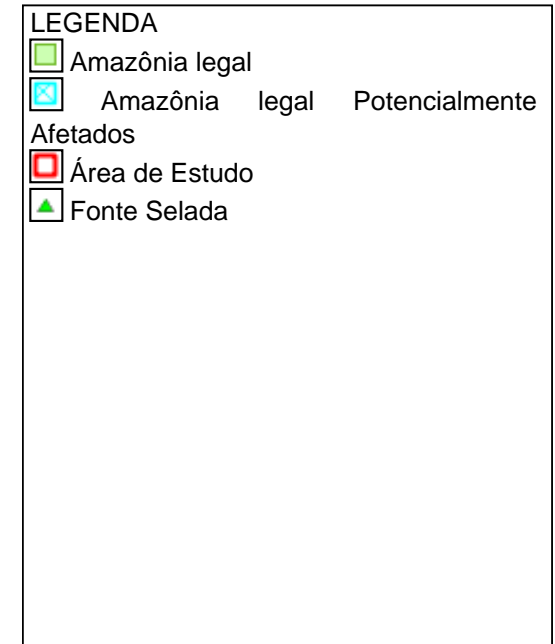 LEGENDA
Amazônia legal
Amazônia legal Potencialmente
Afetados
Área de Estudo
Fonte Selada